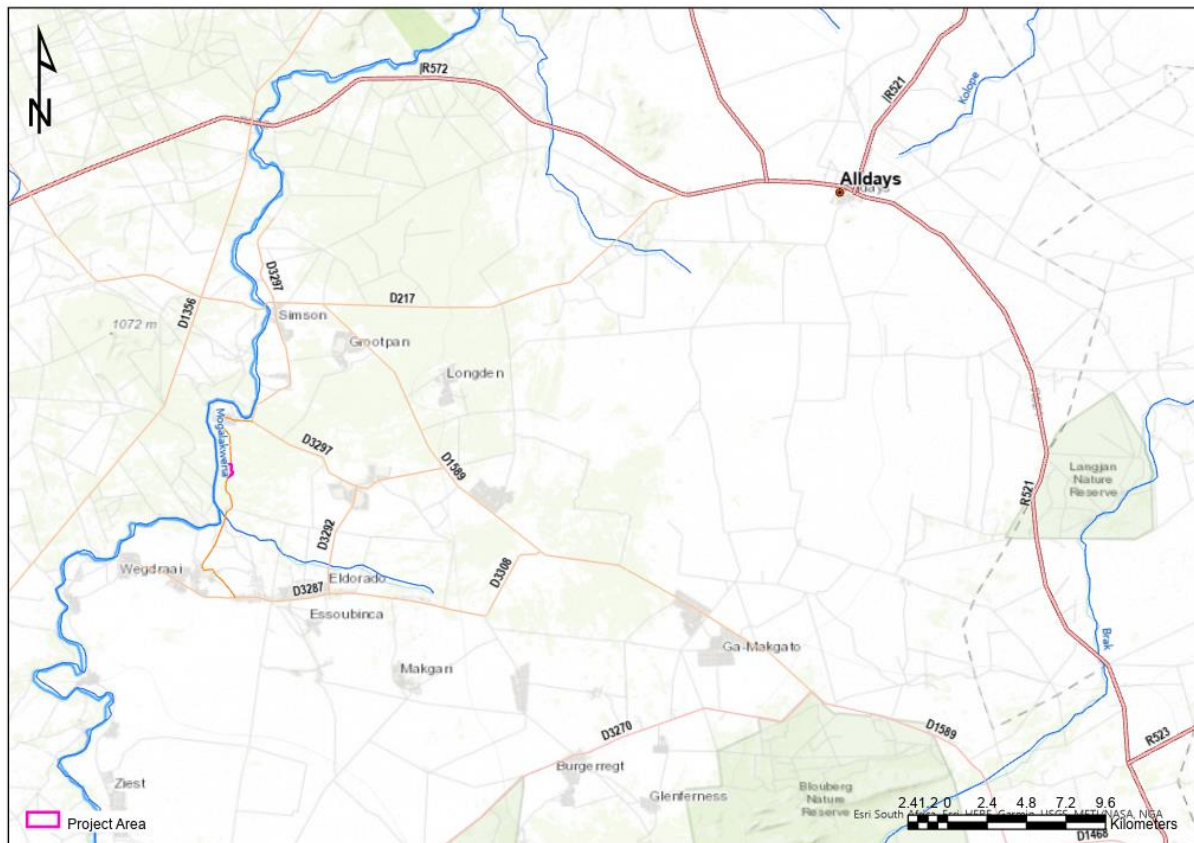 N
|R572
|R521
Kolope
Alldays
D3297
D217
D1356
Simson
1072 m
Grootpan
Longden
Mogalakwena
D3297
D1589
Langjan
Nature
Reserve
R521
D3292
D3308
Wegdraai
Eldorado
D3287
Essoubinca
Ga-Makgato
Brak
Makgari
D3270
D1589
R523
Burgerregt
Ziest
Glenferness
Blouberg
Nature
Reserve
2.41.2 0 2.4 4.8 7.2 9.6
Kilometers
D1468
Project Area